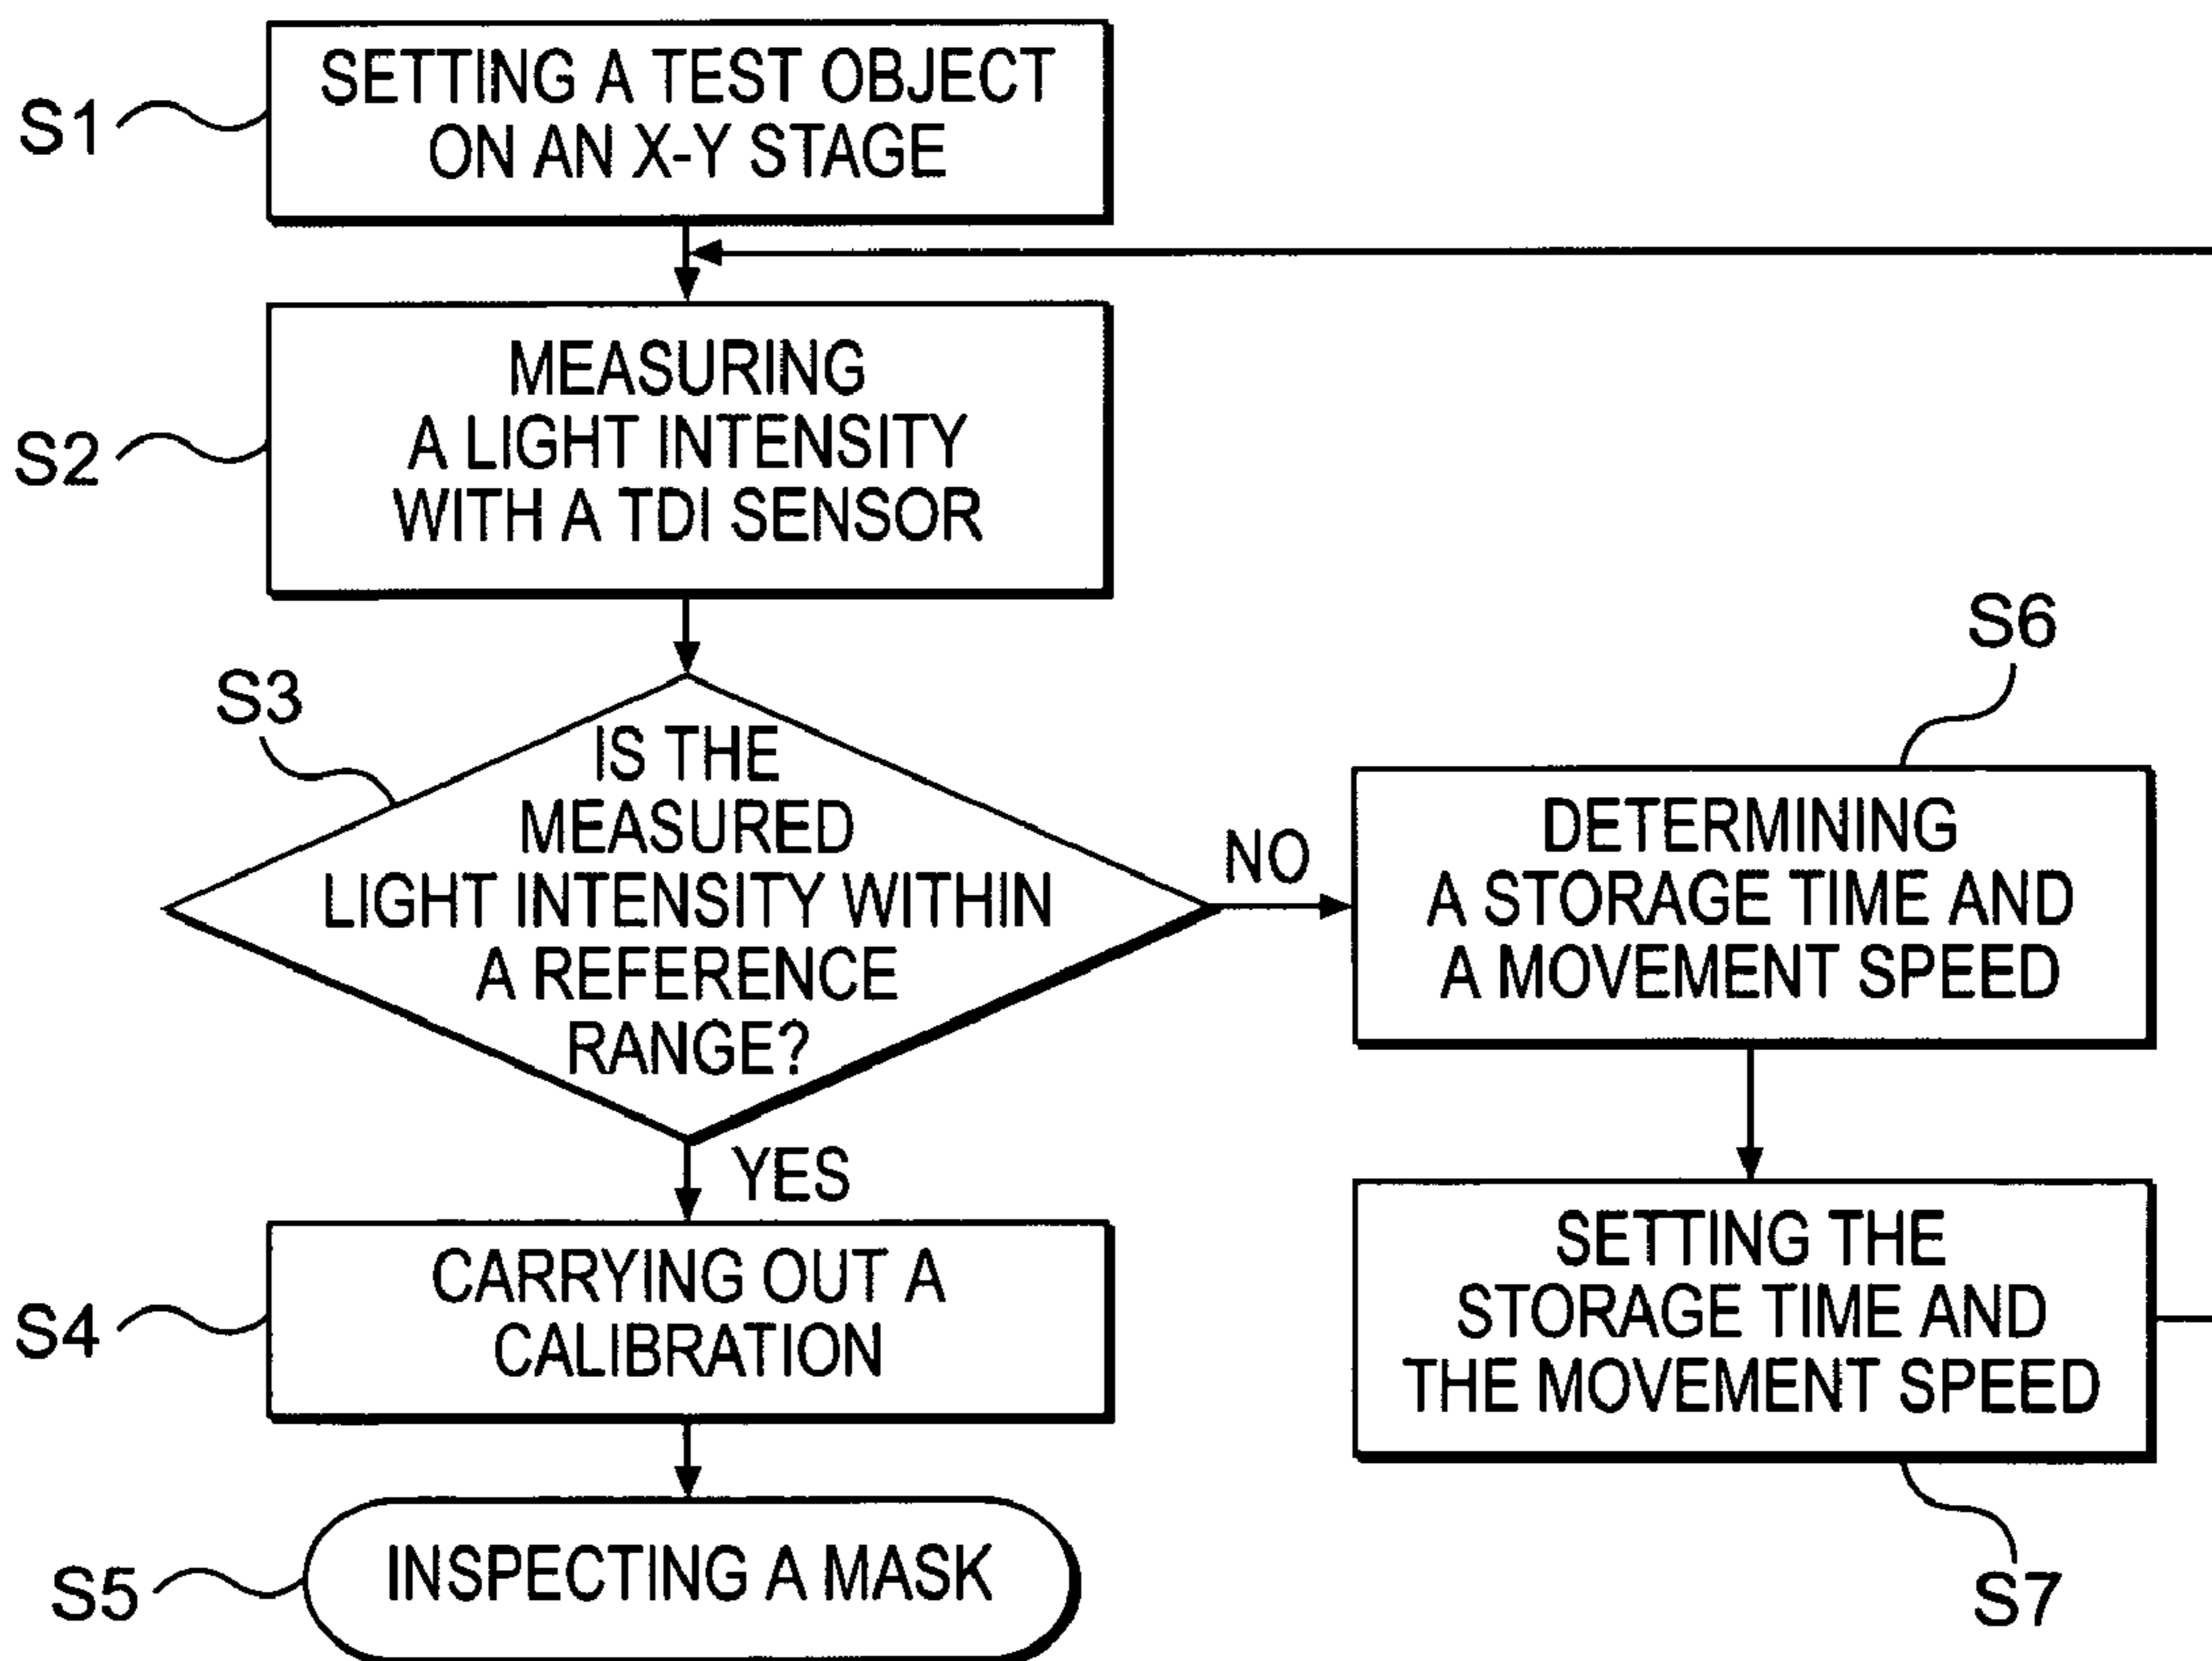 S1
SETTING A TEST OBJECT
ON AN X-Y STAGE
S2
MEASURING
A LIGHT INTENSITY
WITH A TDI SENSOR
S3
IS THE
MEASURED
LIGHT INTENSITY WITHIN
A REFERENCE
RANGE?
NO
YES
S6
DETERMINING
A STORAGE TIME AND
A MOVEMENT SPEED
SETTING THE
STORAGE TIME AND
THE MOVEMENT SPEED
S7
S4
CARRYING OUT A
CALIBRATION
S5
INSPECTING A MASK